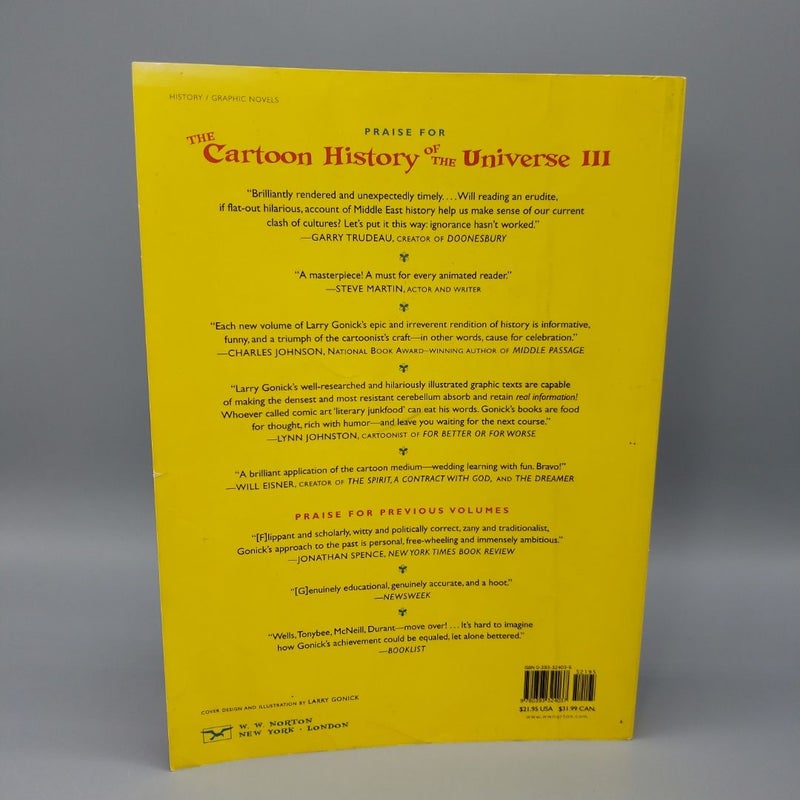 HISTORY / GRAPHIC NOVELS
PRAISE FOR
THE Cartoon History OF THE Universe III
"Brilliantly rendered and unexpectedly timely. . . . Will reading an erudite,
if flat-out hilarious, account of Middle East history help us make sense of our current
clash of cultures? Let's put it this way: ignorance hasn't worked."
—GARRY TRUDEAU, CREATOR OF DOONESBURY
"A masterpiece! A must for every animated reader."
—STEVE MARTIN, ACTOR AND WRITER
"Each new volume of Larry Gonick's epic and irreverent rendition of history is informative,
funny, and a triumph of the cartoonist's craft—in other words, cause for celebration."
—CHARLES JOHNSON, NATIONAL BOOK AWARD–WINNING AUTHOR OF MIDDLE PASSAGE
"Larry Gonick's well-researched and hilariously illustrated graphic texts are capable
of making the densest and most resistant cerebellum absorb and retain real information!
Whoever called comic art 'literary junkfood' can eat his words. Gonick's books are food
for thought, rich with humor—and leave you waiting for the next course."
—LYNN JOHNSTON, CARTOONIST OF FOR BETTER OR FOR WORSE
"A brilliant application of the cartoon medium—wedding learning with fun. Bravo!"
—WILL EISNER, CREATOR OF THE SPIRIT, A CONTRACT WITH GOD, AND THE DREAMER
PRAISE FOR PREVIOUS VOLUMES
"[F]lippant and scholarly, witty and politically correct, zany and traditionalist,
Gonick's approach to the past is personal, free-wheeling and immensely ambitious."
—JONATHAN SPENCE, NEW YORK TIMES BOOK REVIEW
"[G]enuinely educational, genuinely accurate, and a hoot."
—NEWSWEEK
"Wells, Tonybee, McNeill, Durant—move over! . . . It's hard to imagine
how Gonick's achievement could be equaled, let alone bettered."
—BOOKLIST
COVER DESIGN AND ILLUSTRATION BY LARRY GONICK
W. W. NORTON
NEW YORK · LONDON
ISBN 0-393-32403-6
52195
9 780393 324037
$21.95 USA $31.99 CAN.
www.wwnorton.com